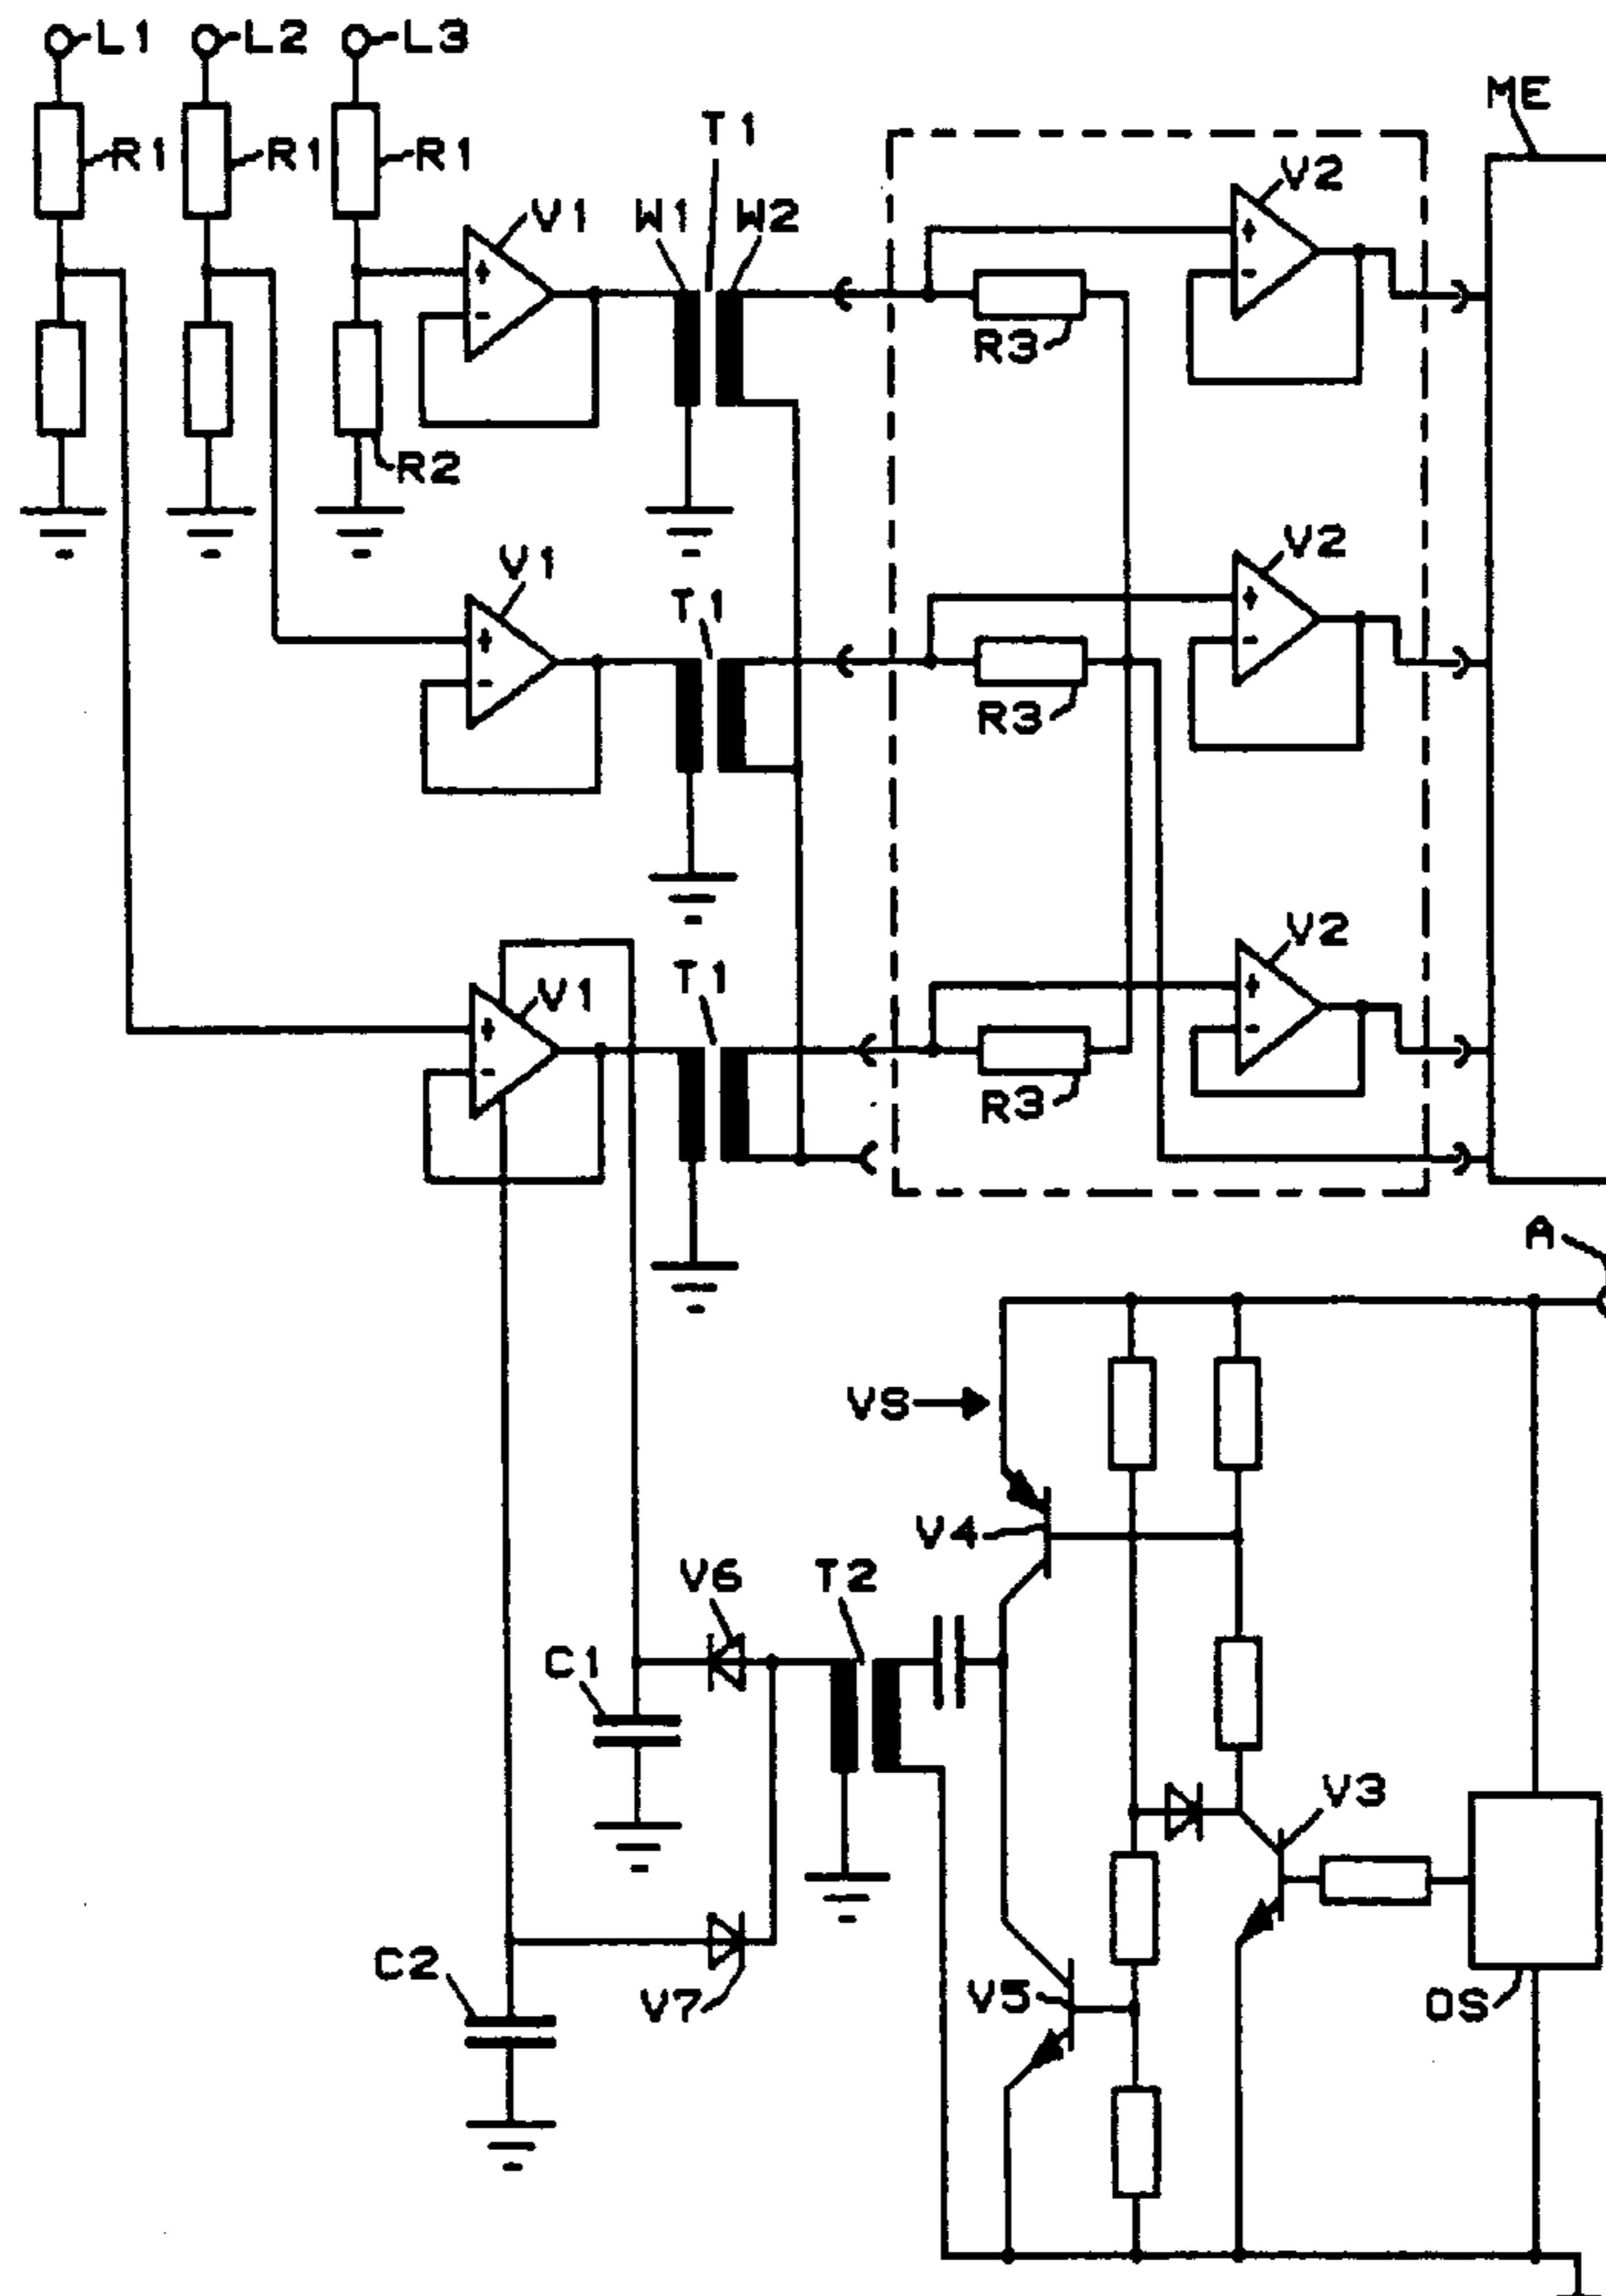 L1 L2 L3
ME
T1
R1 R1 R1
V2
V1 W1 W2
+
+
-
-
R3
R2
V1
V2
T1
+
+
-
-
R3
V2
T1
V1
+
+
-
-
R3
A
VS
V4
V6 T2
C1
V3
C2
V7
V5
OS